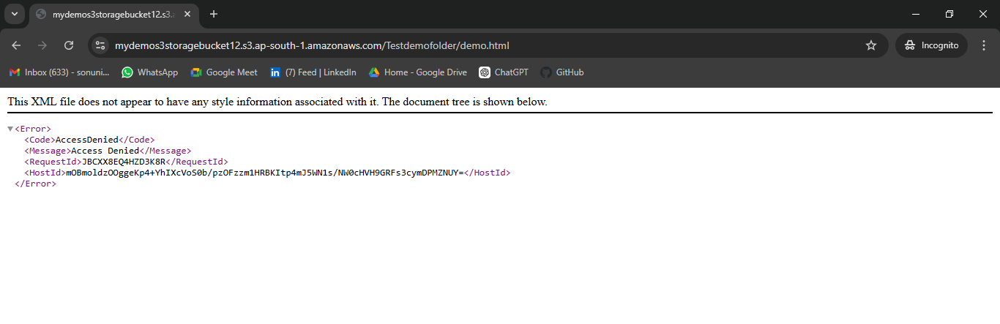 mydemos3storagebucket12.s3.a
mydemos3storagebucket12.s3.ap-south-1.amazonaws.com/Testdemofolder/demo.html
Incognito
Inbox (633) - sonuni... WhatsApp Google Meet (7) Feed | LinkedIn Home - Google Drive ChatGPT GitHub
This XML file does not appear to have any style information associated with it. The document tree is shown below.
<Error>
<Code>AccessDenied</Code>
<Message>Access Denied</Message>
<RequestId>JBCXX8EQ4HZD3K8R</RequestId>
<HostId>mOBmoldzOOggeKp4+YhIXcVoS0b/pzOFzzm1HRBKItp4mJ5WN1s/NW0cHVH9GRFs3cymDPMZNUY=</HostId>
</Error>